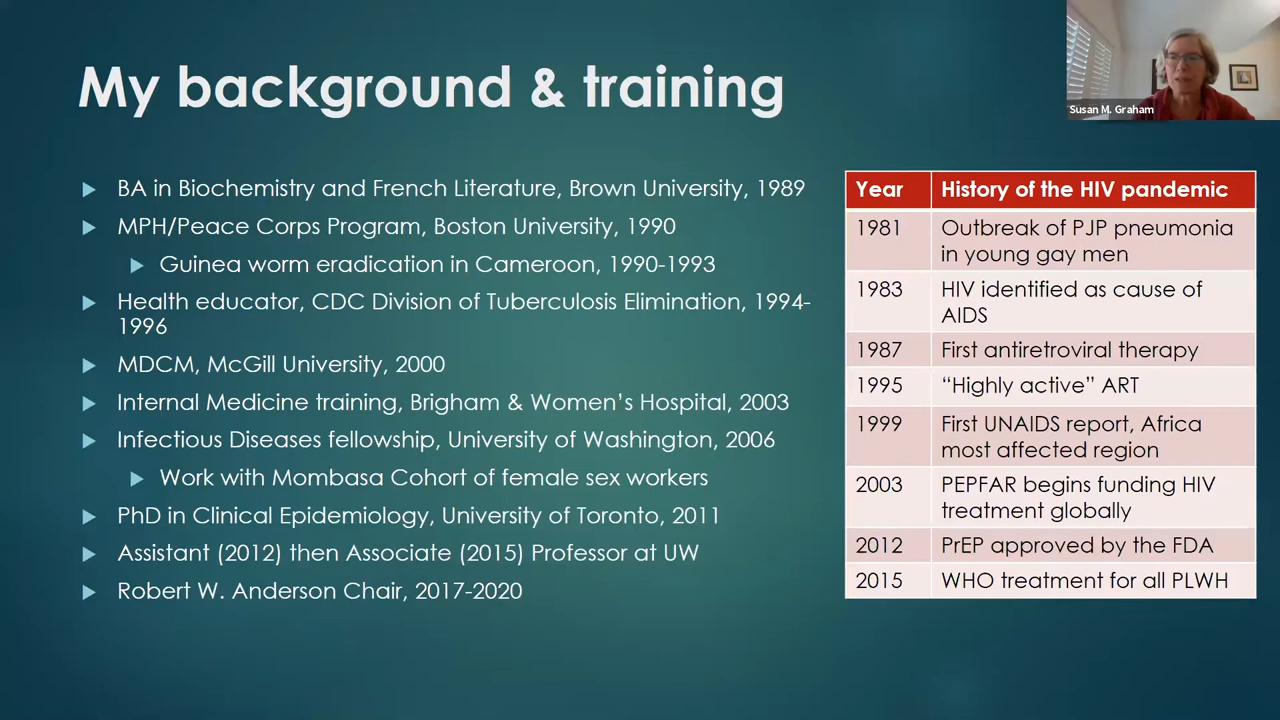 My background & training
Susan M. Graham
BA in Biochemistry and French Literature, Brown University, 1989
MPH/Peace Corps Program, Boston University, 1990
Guinea worm eradication in Cameroon, 1990-1993
Health educator, CDC Division of Tuberculosis Elimination, 1994-
1996
MDCM, McGill University, 2000
Internal Medicine training, Brigham & Women’s Hospital, 2003
Infectious Diseases fellowship, University of Washington, 2006
Work with Mombasa Cohort of female sex workers
PhD in Clinical Epidemiology, University of Toronto, 2011
Assistant (2012) then Associate (2015) Professor at UW
Robert W. Anderson Chair, 2017-2020
Year History of the HIV pandemic
1981 Outbreak of PJP pneumonia
in young gay men
1983 HIV identified as cause of
AIDS
1987 First antiretroviral therapy
1995 “Highly active” ART
1999 First UNAIDS report, Africa
most affected region
2003 PEPFAR begins funding HIV
treatment globally
2012 PrEP approved by the FDA
2015 WHO treatment for all PLWH